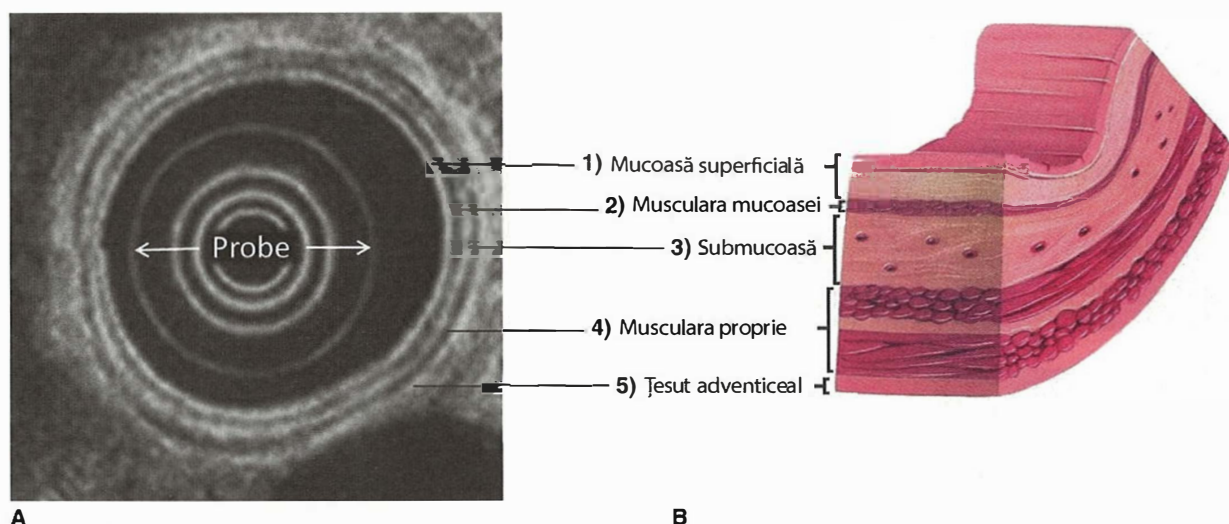 Probe
1) Mucoasă superficială
2) Musculara mucoasei
3) Submucoasă
4) Musculara proprie
5) Țesut adventiceal
A
B